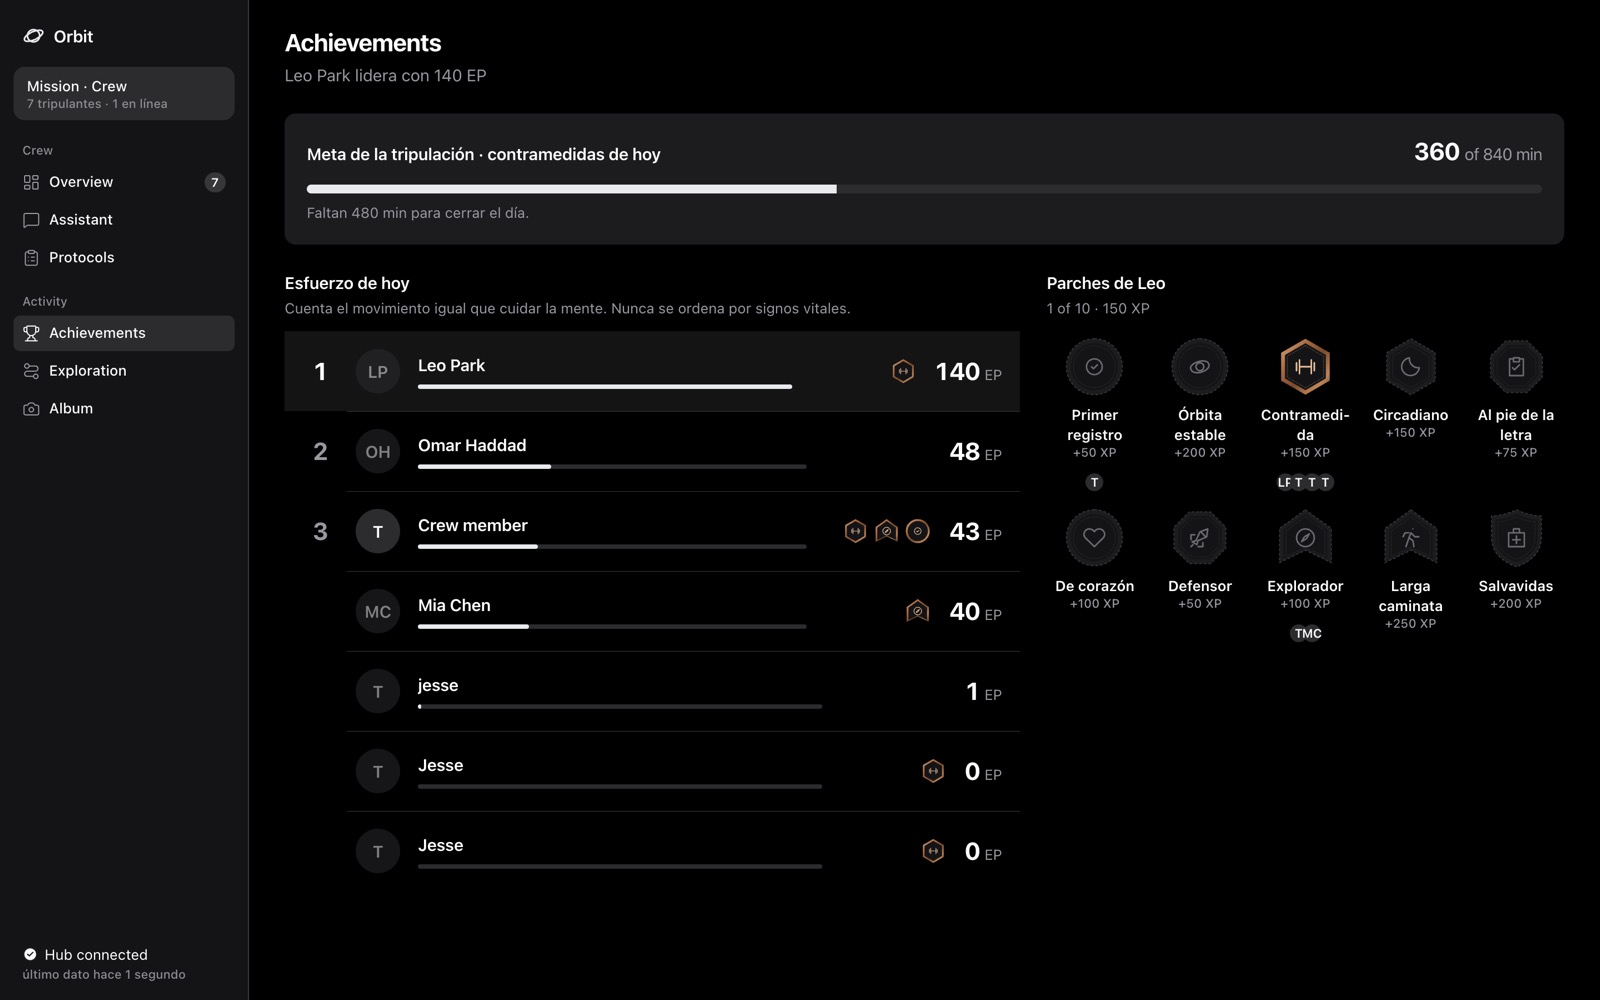 Orbit
Mission · Crew
7 tripulantes · 1 en línea
Crew
Overview 7
Assistant
Protocols
Activity
Achievements
Exploration
Album
Hub connected
último dato hace 1 segundo
Achievements
Leo Park lidera con 140 EP
Meta de la tripulación · contramedidas de hoy
360 of 840 min
Faltan 480 min para cerrar el día.
Esfuerzo de hoy
Cuenta el movimiento igual que cuidar la mente. Nunca se ordena por signos vitales.
1 LP Leo Park 140 EP
2 OH Omar Haddad 48 EP
3 T Crew member 43 EP
MC Mia Chen 40 EP
T jesse 1 EP
T Jesse 0 EP
T Jesse 0 EP
Parches de Leo
1 of 10 · 150 XP
Primer
registro
+50 XP
T
Órbita
estable
+200 XP
Contramedi-
da
+150 XP
LP T T T
Circadiano
+150 XP
Al pie de la
letra
+75 XP
De corazón
+100 XP
Defensor
+50 XP
Explorador
+100 XP
T MC
Larga
caminata
+250 XP
Salvavidas
+200 XP